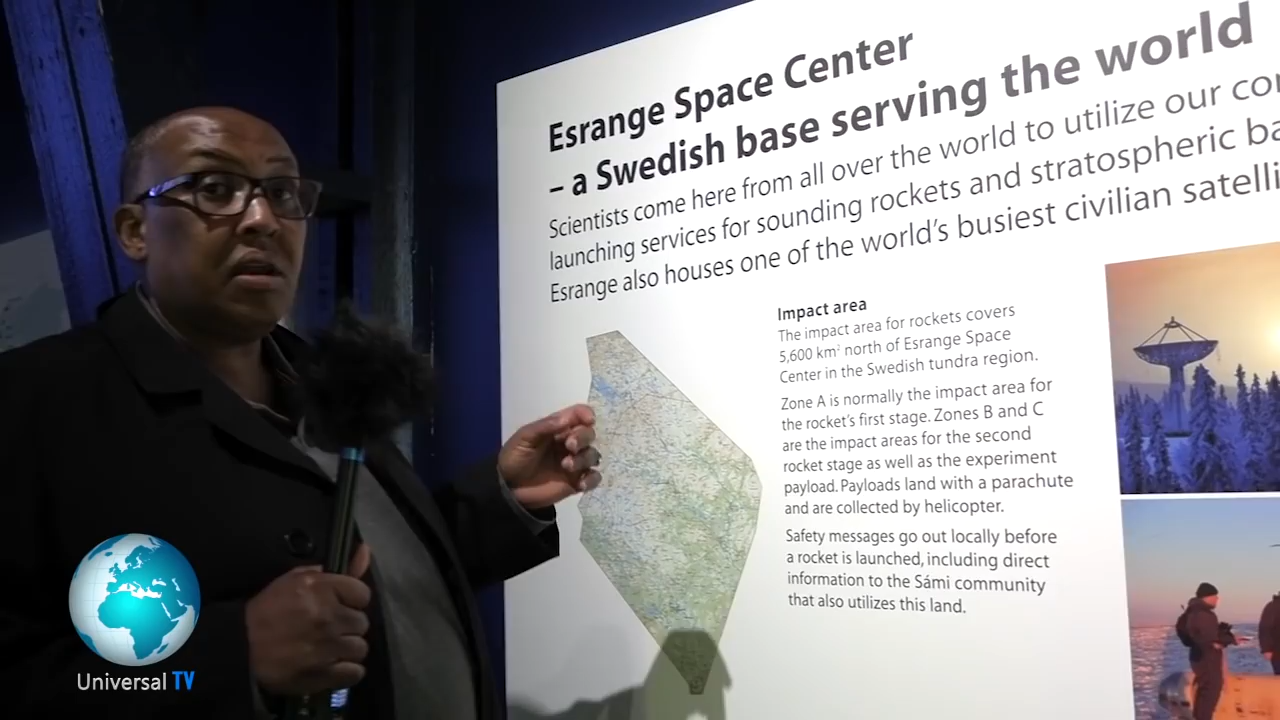 Esrange Space Center
– a Swedish base serving the world
Scientists come here from all over the world to utilize our
launching services for sounding rockets and stratospheric
Esrange also houses one of the world's busiest civilian
Impact area
The impact area for rockets covers
5,600 km² north of Esrange Space
Center in the Swedish tundra region.
Zone A is normally the impact area for
the rocket's first stage. Zones B and C
are the impact areas for the second
rocket stage as well as the experiment
payload. Payloads land with a parachute
and are collected by helicopter.
Safety messages go out locally before
a rocket is launched, including direct
information to the Sámi community
that also utilizes this land.
Universal TV